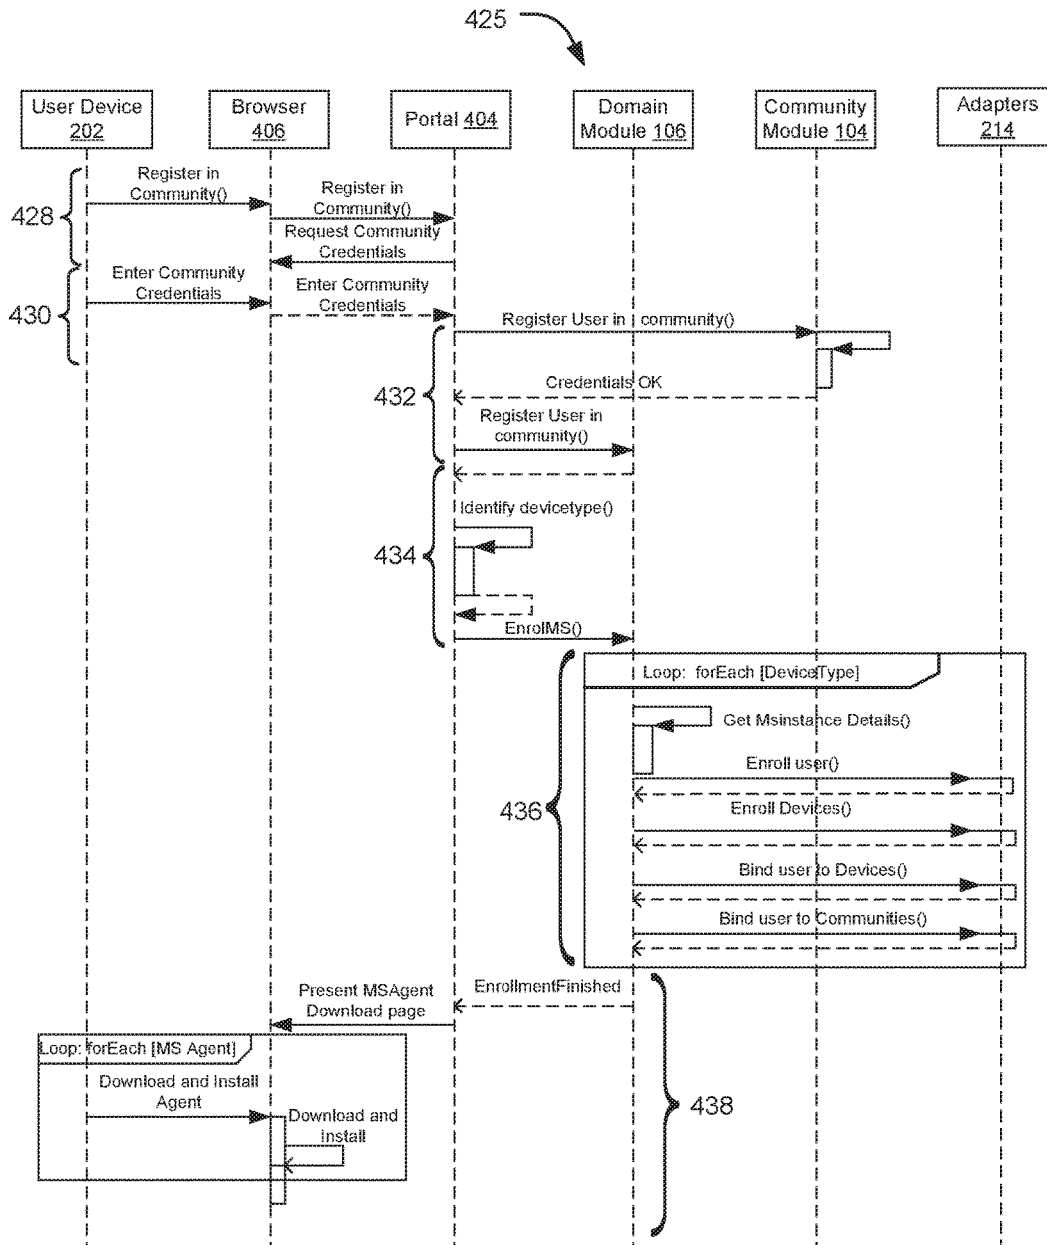 425
User Device
202
Browser
406
Portal 404
Domain
Module 106
Community
Module 104
Adapters
214
Register in
Community()
Register in
Community()
428
Request Community
Credentials
Enter Community
Credentials
Enter Community
Credentials
430
Register User in community()
Credentials OK
432
Register User in
community()
Identify devicetype()
434
EnrolMS()
Loop: forEach [DeviceType]
Get Msinstance Details()
Enroll user()
436
Enroll Devices()
Bind user to Devices()
Bind user to Communities()
EnrollmentFinished
Present MSAgent
Download page
Loop: forEach [MS Agent]
Download and Install
Agent
Download and
Install
438